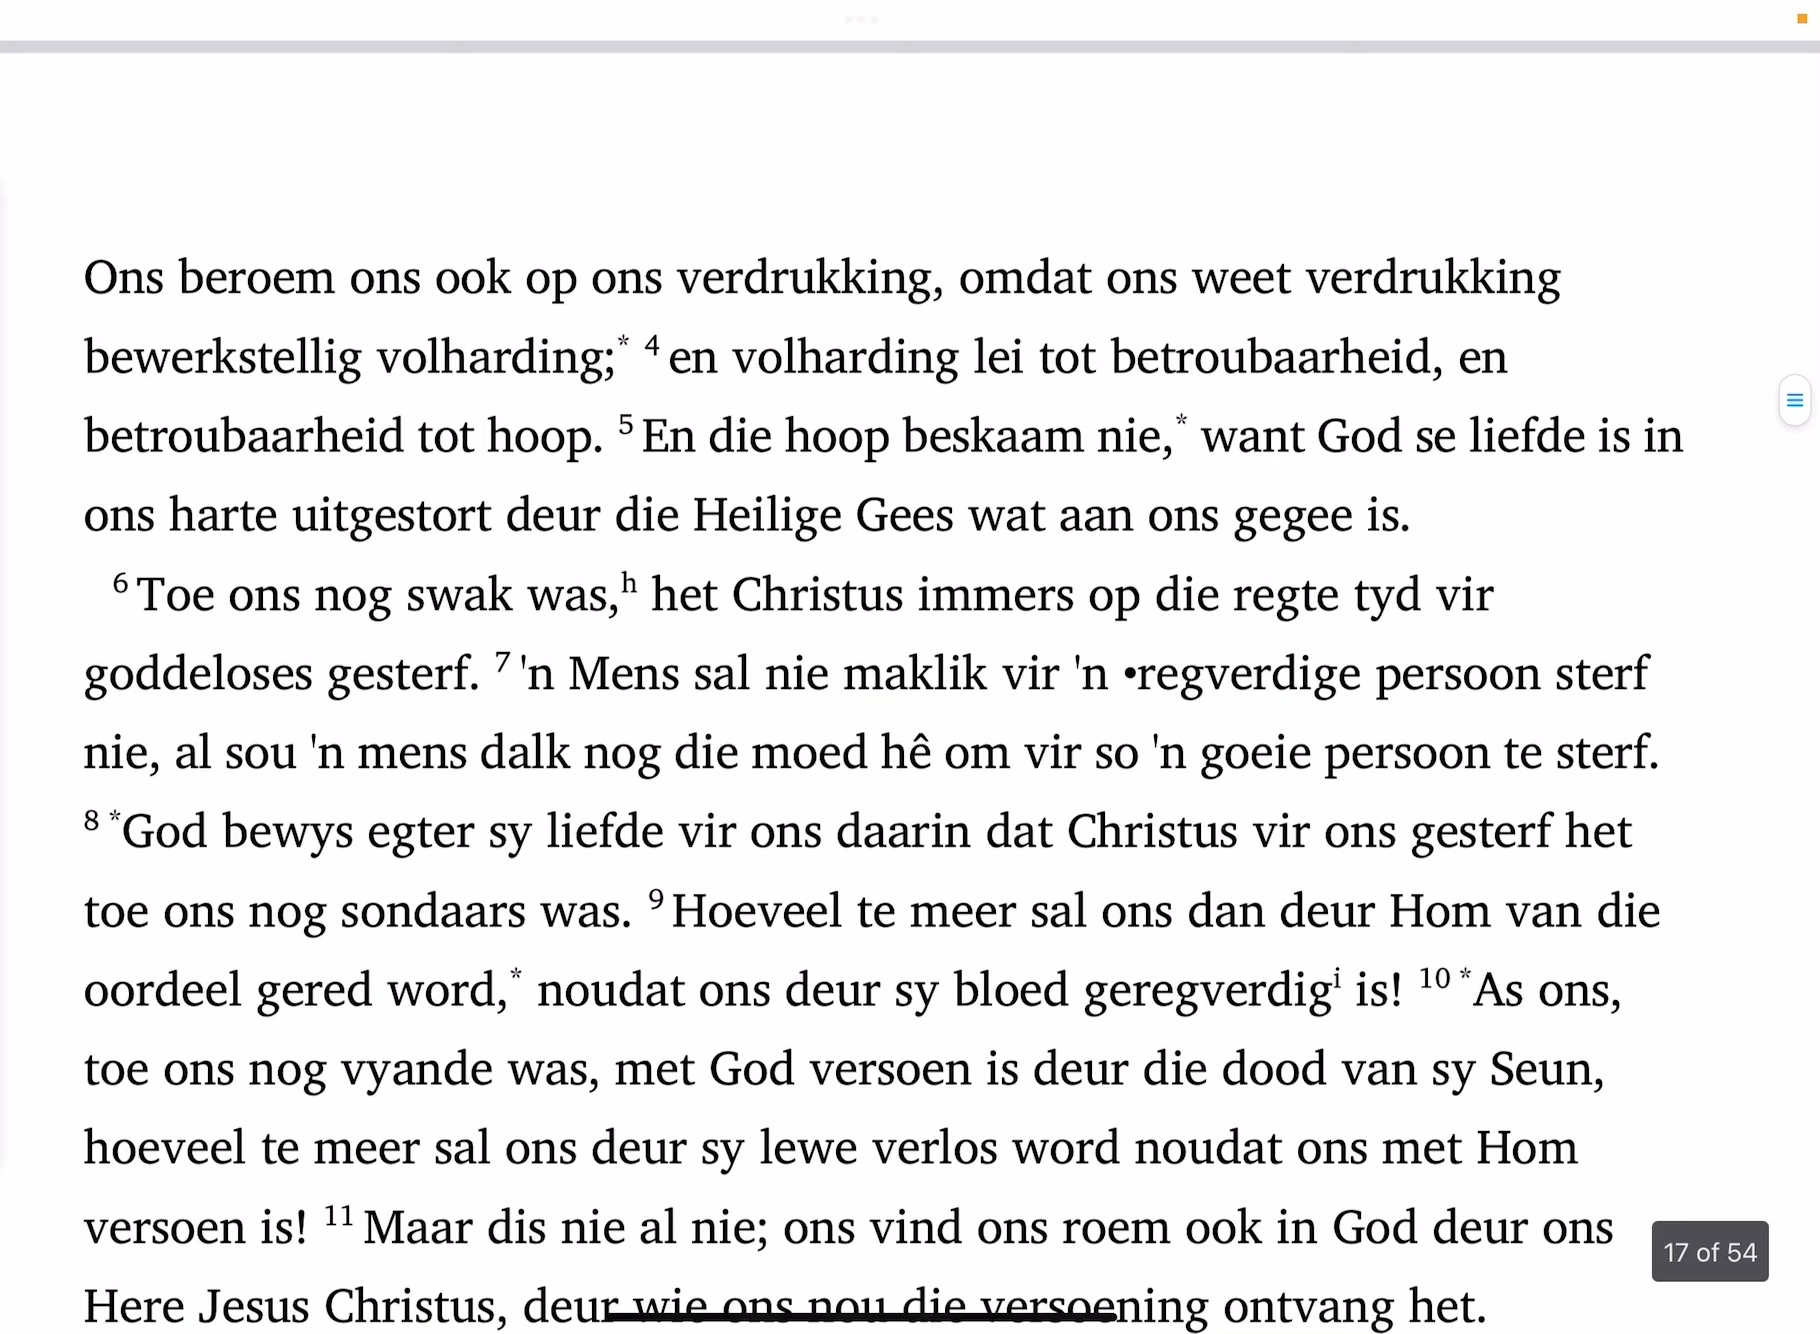 Ons beroem ons ook op ons verdrukking, omdat ons weet verdrukking
bewerkstellig volharding;* 4 en volharding lei tot betroubaarheid, en
betroubaarheid tot hoop. 5 En die hoop beskaam nie,* want God se liefde is in
ons harte uitgestort deur die Heilige Gees wat aan ons gegee is.
6 Toe ons nog swak was,h het Christus immers op die regte tyd vir
goddeloses gesterf. 7 'n Mens sal nie maklik vir 'n •regverdige persoon sterf
nie, al sou 'n mens dalk nog die moed hê om vir so 'n goeie persoon te sterf.
8 *God bewys egter sy liefde vir ons daarin dat Christus vir ons gesterf het
toe ons nog sondaars was. 9 Hoeveel te meer sal ons dan deur Hom van die
oordeel gered word,* noudat ons deur sy bloed geregverdigi is! 10 *As ons,
toe ons nog vyande was, met God versoen is deur die dood van sy Seun,
hoeveel te meer sal ons deur sy lewe verlos word noudat ons met Hom
versoen is! 11 Maar dis nie al nie; ons vind ons roem ook in God deur ons
Here Jesus Christus, deur wie ons nou die versoening ontvang het.
17 of 54